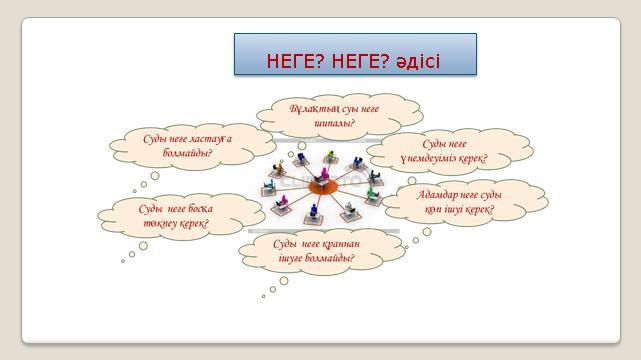 НЕГЕ? НЕГЕ? әдісі
Бұлақтың суы неге
шипалы?
Суды неге ластауға
болмайды?
Суды неге
үнемдеуіміз керек?
Суды неге босқа
төкпеу керек?
Адамдар неге суды
көп ішуі керек?
Суды неге краннан
ішуге болмайды?